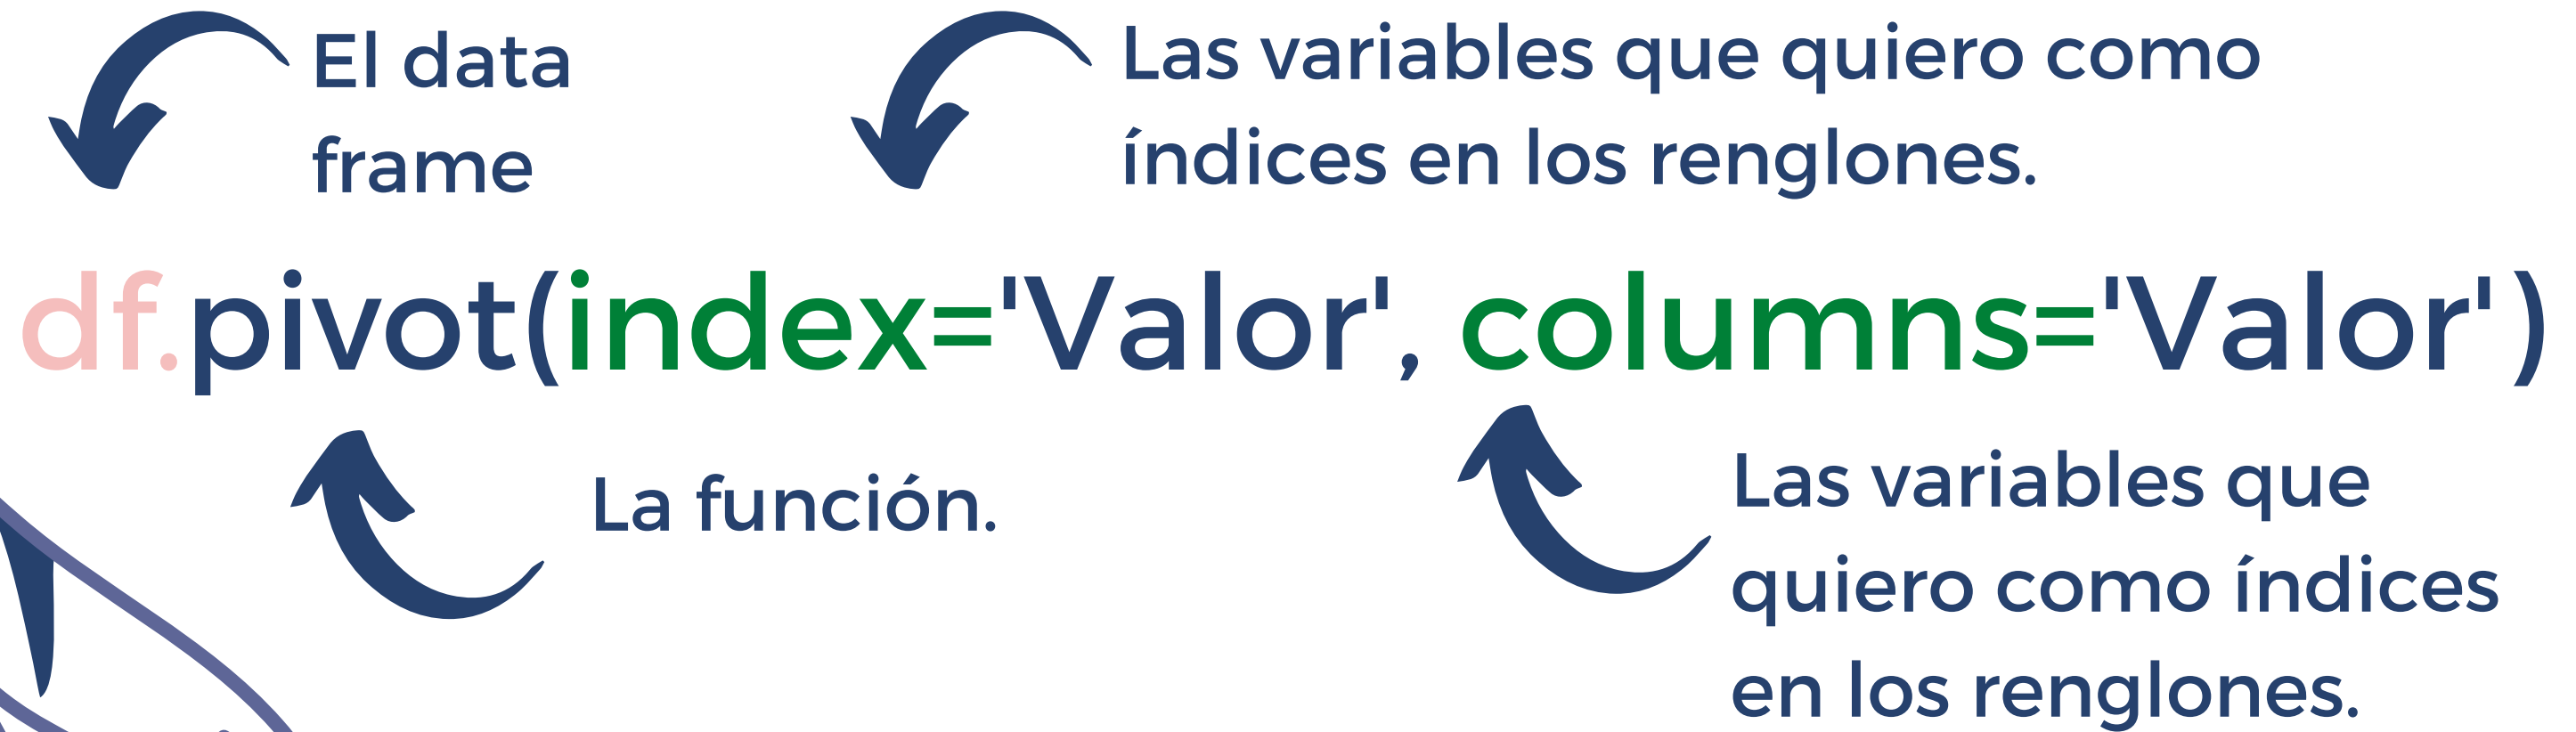 El data
frame
Las variables que quiero como
índices en los renglones.
df.pivot(index='Valor', columns='Valor')
La función.
Las variables que
quiero como índices
en los renglones.